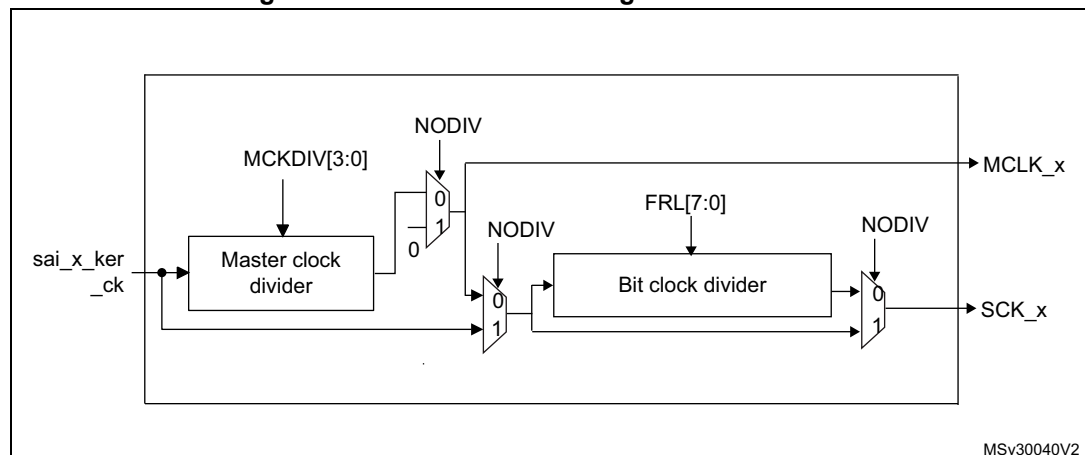 NODIV
MCKDIV[3:0]
MCLK_x
0
1
0
FRL[7:0]
NODIV
NODIV
sai_x_ker
_ck
Master clock
divider
Bit clock divider
0
1
0
1
SCK_x
MSv30040V2